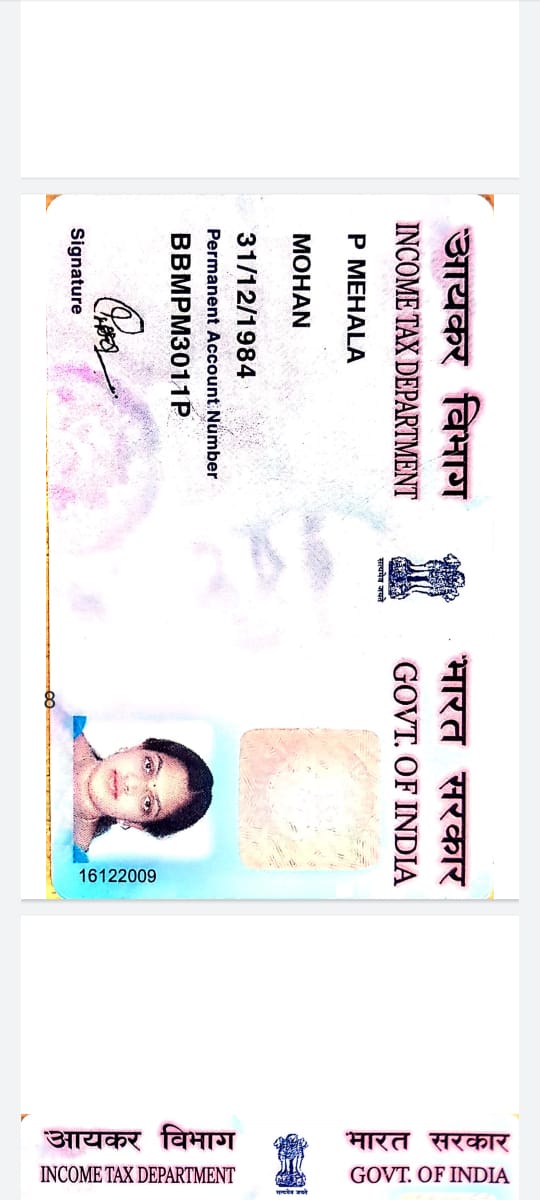 आयकर विभाग
INCOME TAX DEPARTMENT
सत्यमेव जयते
भारत सरकार
GOVT. OF INDIA
P MEHALA
MOHAN
31/12/1984
Permanent Account Number
BBMPM3011P
Signature
16122009
8
आयकर विभाग
INCOME TAX DEPARTMENT
सत्यमेव जयते
भारत सरकार
GOVT. OF INDIA